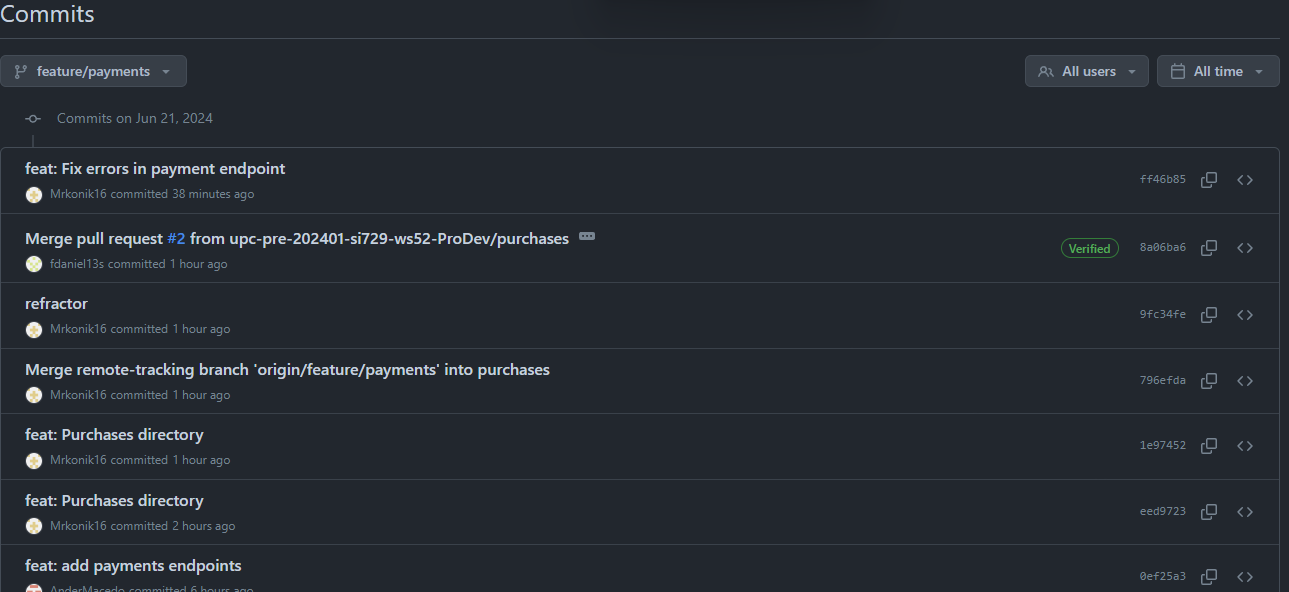 Commits
feature/payments
All users
All time
Commits on Jun 21, 2024
feat: Fix errors in payment endpoint
Mrkonik16 committed 38 minutes ago
ff46b85
Merge pull request #2 from upc-pre-202401-si729-ws52-ProDev/purchases
fdaniel13s committed 1 hour ago
Verified
8a06ba6
refractor
Mrkonik16 committed 1 hour ago
9fc34fe
Merge remote-tracking branch 'origin/feature/payments' into purchases
Mrkonik16 committed 1 hour ago
796efda
feat: Purchases directory
Mrkonik16 committed 1 hour ago
1e97452
feat: Purchases directory
Mrkonik16 committed 2 hours ago
eed9723
feat: add payments endpoints
AnderMacedo committed 6 hours ago
0ef25a3